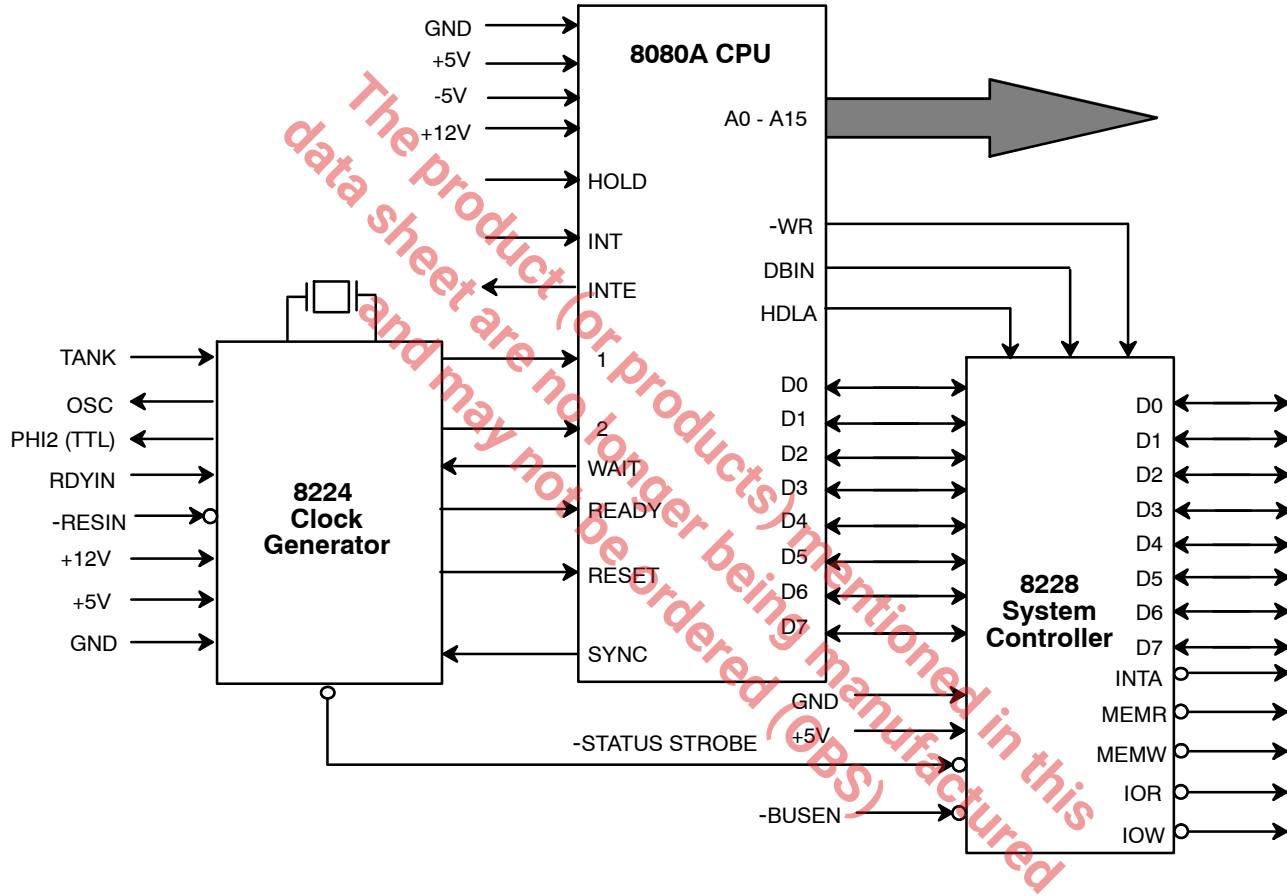 GND
+5V
-5V
+12V
HOLD
INT
INTE
8080A CPU
A0 - A15
-WR
DBIN
HDLA
1
2
WAIT
READY
RESET
SYNC
D0
D1
D2
D3
D4
D5
D6
D7
TANK
OSC
PHI2 (TTL)
RDYIN
-RESIN
+12V
+5V
GND
8224
Clock
Generator
-STATUS STROBE
GND
+5V
-BUSEN
8228
System
Controller
D0
D1
D2
D3
D4
D5
D6
D7
INTA
MEMR
MEMW
IOR
IOW
The product (or products) mentioned in this
data sheet are no longer being manufactured
and may not be ordered (OBS)